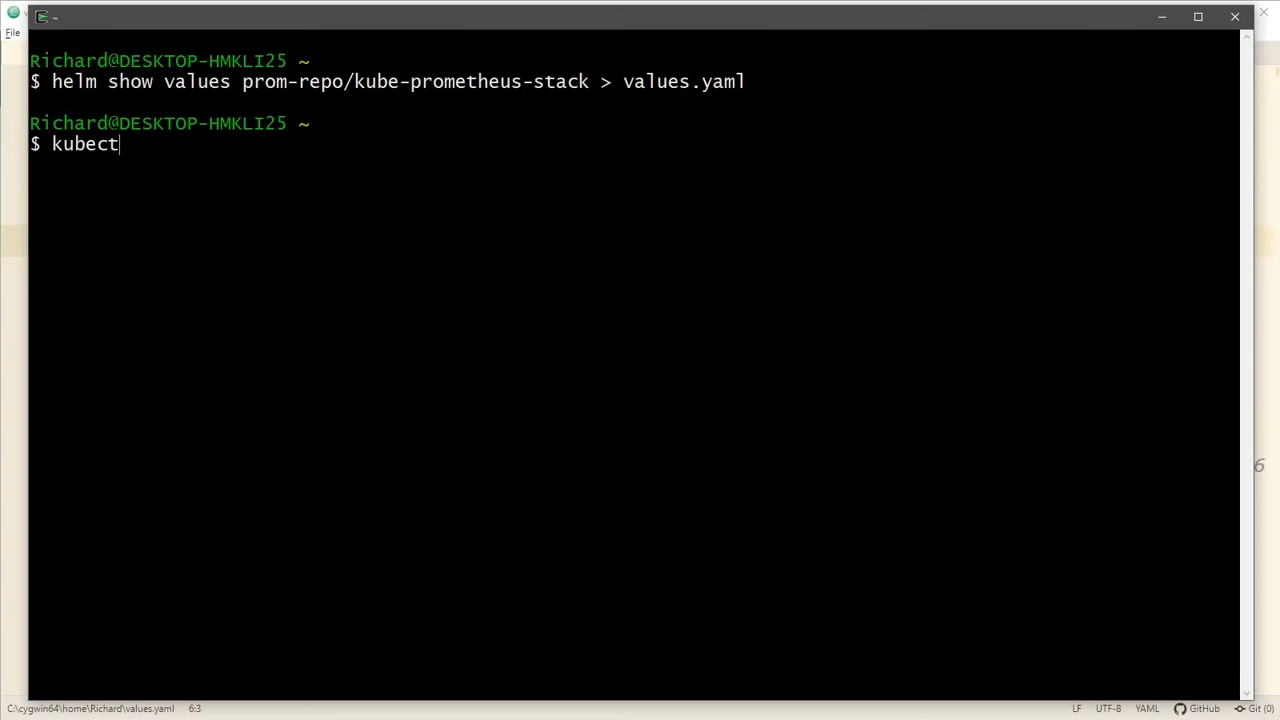 ~
File
Richard@DESKTOP-HMKLI25 ~
$ helm show values prom-repo/kube-prometheus-stack > values.yaml
Richard@DESKTOP-HMKLI25 ~
$ kubect
6
C:\cygwin64\home\Richard\values.yaml 6:3 LF UTF-8 YAML GitHub Git (0)